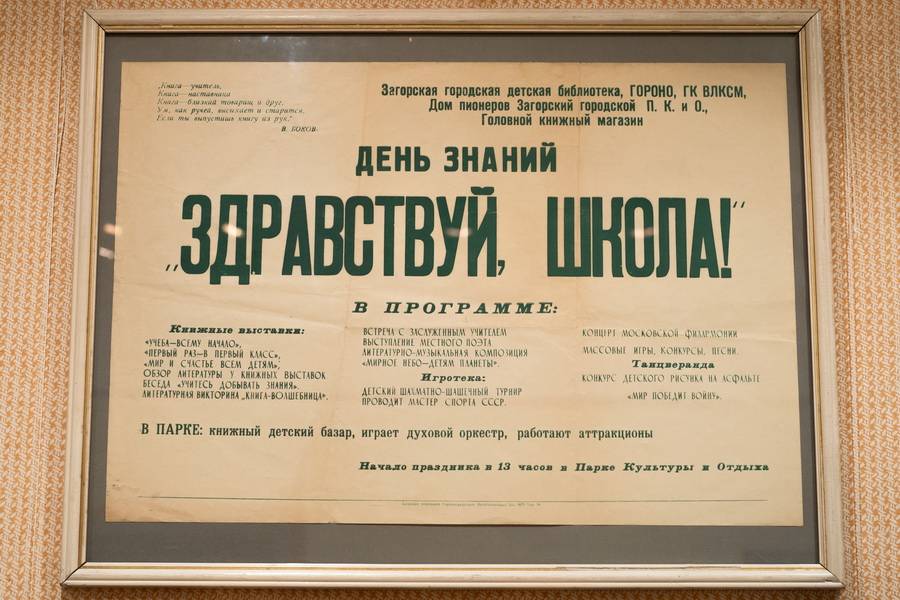 „Книга—учитель,
Книга—наставница
Книга—близкий товарищ и друг,
Ум, как ручей, высыхает и старится,
Если ты выпустишь книгу из рук."
В. БОКОВ
Загорская городская детская библиотека, ГОРОНО, ГК ВЛКСМ,
Дом пионеров Загорский городской П. К. и О.,
Головной книжный магазин
ДЕНЬ ЗНАНИЙ
„ЗДРАВСТВУЙ, ШКОЛА!"
В ПРОГРАММЕ:
Книжные выставки:
«УЧЕБА—ВСЕМУ НАЧАЛО»,
«ПЕРВЫЙ РАЗ—В ПЕРВЫЙ КЛАСС»,
«МИР И СЧАСТЬЕ ВСЕМ ДЕТЯМ»,
ОБЗОР ЛИТЕРАТУРЫ У КНИЖНЫХ ВЫСТАВОК
БЕСЕДА «УЧИТЕСЬ ДОБЫВАТЬ ЗНАНИЯ».
ЛИТЕРАТУРНАЯ ВИКТОРИНА „КНИГА—ВОЛШЕБНИЦА".
ВСТРЕЧА С ЗАСЛУЖЕННЫМ УЧИТЕЛЕМ
ВЫСТУПЛЕНИЕ МЕСТНОГО ПОЭТА
ЛИТЕРАТУРНО-МУЗЫКАЛЬНАЯ КОМПОЗИЦИЯ
«МИРНОЕ НЕБО—ДЕТЯМ ПЛАНЕТЫ».
Игротека:
ДЕТСКИЙ ШАХМАТНО-ШАШЕЧНЫЙ ТУРНИР
ПРОВОДИТ МАСТЕР СПОРТА СССР.
КОНЦЕРТ МОСКОВСКОЙ ФИЛАРМОНИИ
МАССОВЫЕ ИГРЫ, КОНКУРСЫ, ПЕСНИ.
Танцверанда
КОНКУРС ДЕТСКОГО РИСУНКА НА АСФАЛЬТЕ
«МИР ПОБЕДИТ ВОЙНУ».
В ПАРКЕ: книжный детский базар, играет духовой оркестр, работают аттракционы
Начало праздника в 13 часов в Парке Культуры и Отдыха